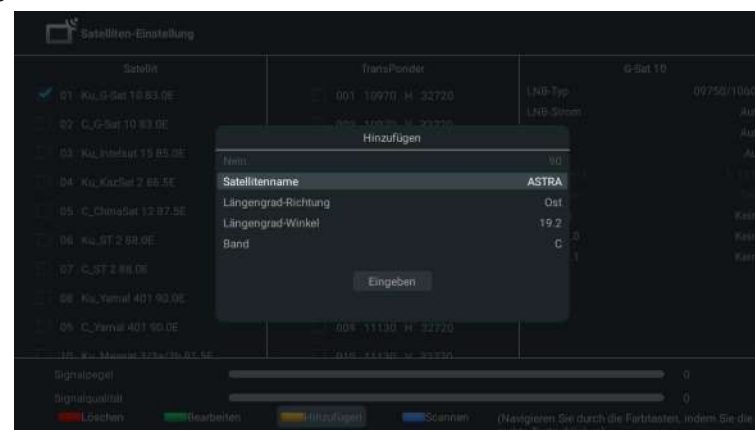 Satelliten-Einstellung
Satellit
TransPonder
G-Sat 10
01 Ku_G-Sat 10 83.0E
001 10970 H 32720
LNB-Typ
09750/1060
02 C_G-Sat 10 83.0E
LNB-Strom
03 Ku_Intelsat 15 85.0E
04 Ku_KazSat 2 86.5E
05 C_ChinaSat 12 87.5E
06 Ku_ST 2 88.0E
07 C_ST 2 88.0E
08 Ku_Yamal 401 90.0E
09 C_Yamal 401 90.0E
009 11130 H 32720
Hinzufügen
Nein. 90
Satellitenname ASTRA
Längengrad-Richtung Ost
Längengrad-Winkel 19.2
Band C
Eingeben
Signalpegel 0
Signalqualität 0
Löschen Bearbeiten Hinzufügen Scannen (Navigieren Sie durch die Farbtasten, indem Sie die